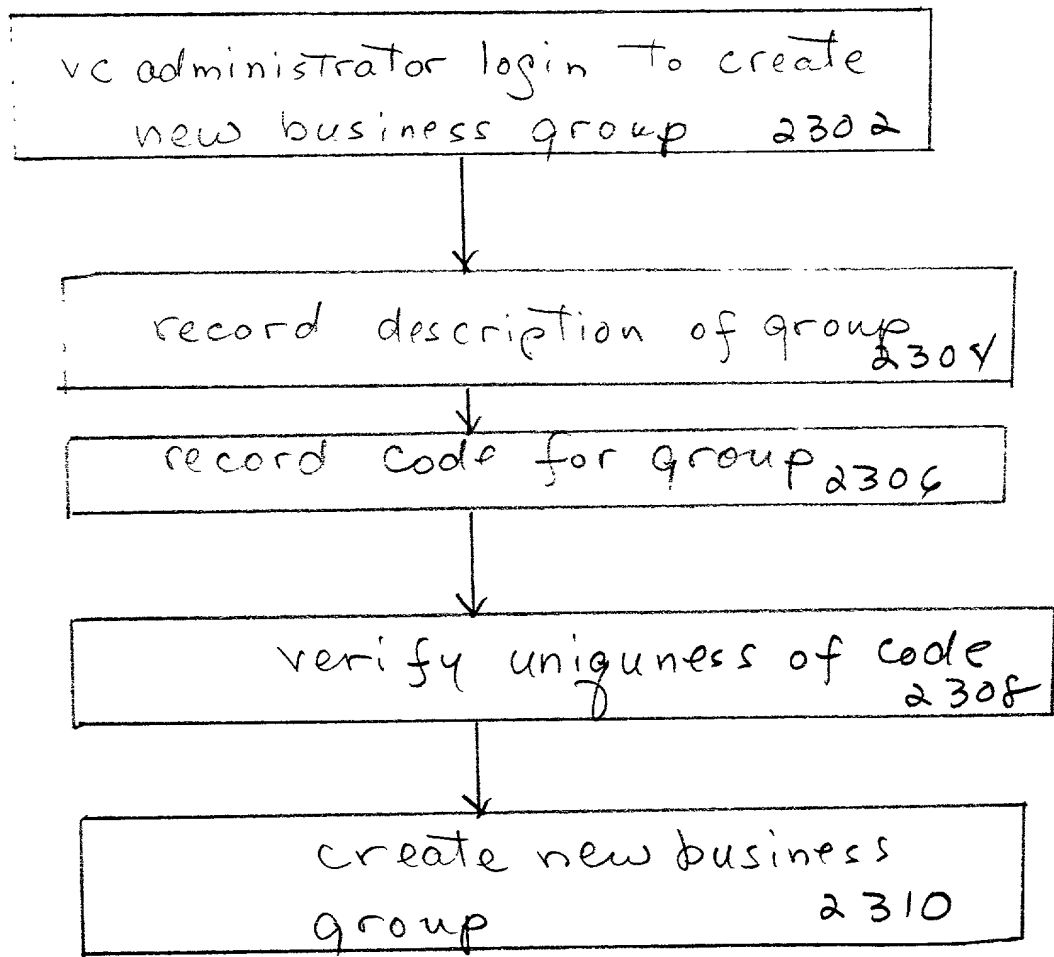 vc administrator login to create
new business group 2302
record description of group
2304
record code for group 2306
verify uniquness of code
2308
create new business
group 2310